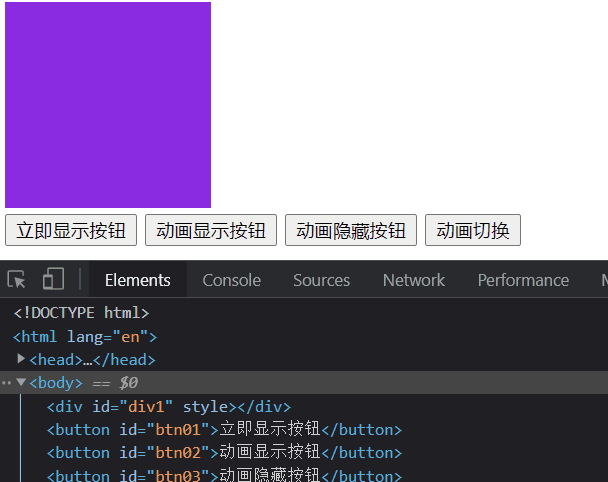 立即显示按钮 动画显示按钮 动画隐藏按钮 动画切换
Elements Console Sources Network Performance
<!DOCTYPE html>
<html lang="en">
<head>…</head>
<body> == $0
<div id="div1" style></div>
<button id="btn01">立即显示按钮</button>
<button id="btn02">动画显示按钮</button>
<button id="btn03">动画隐藏按钮</button>